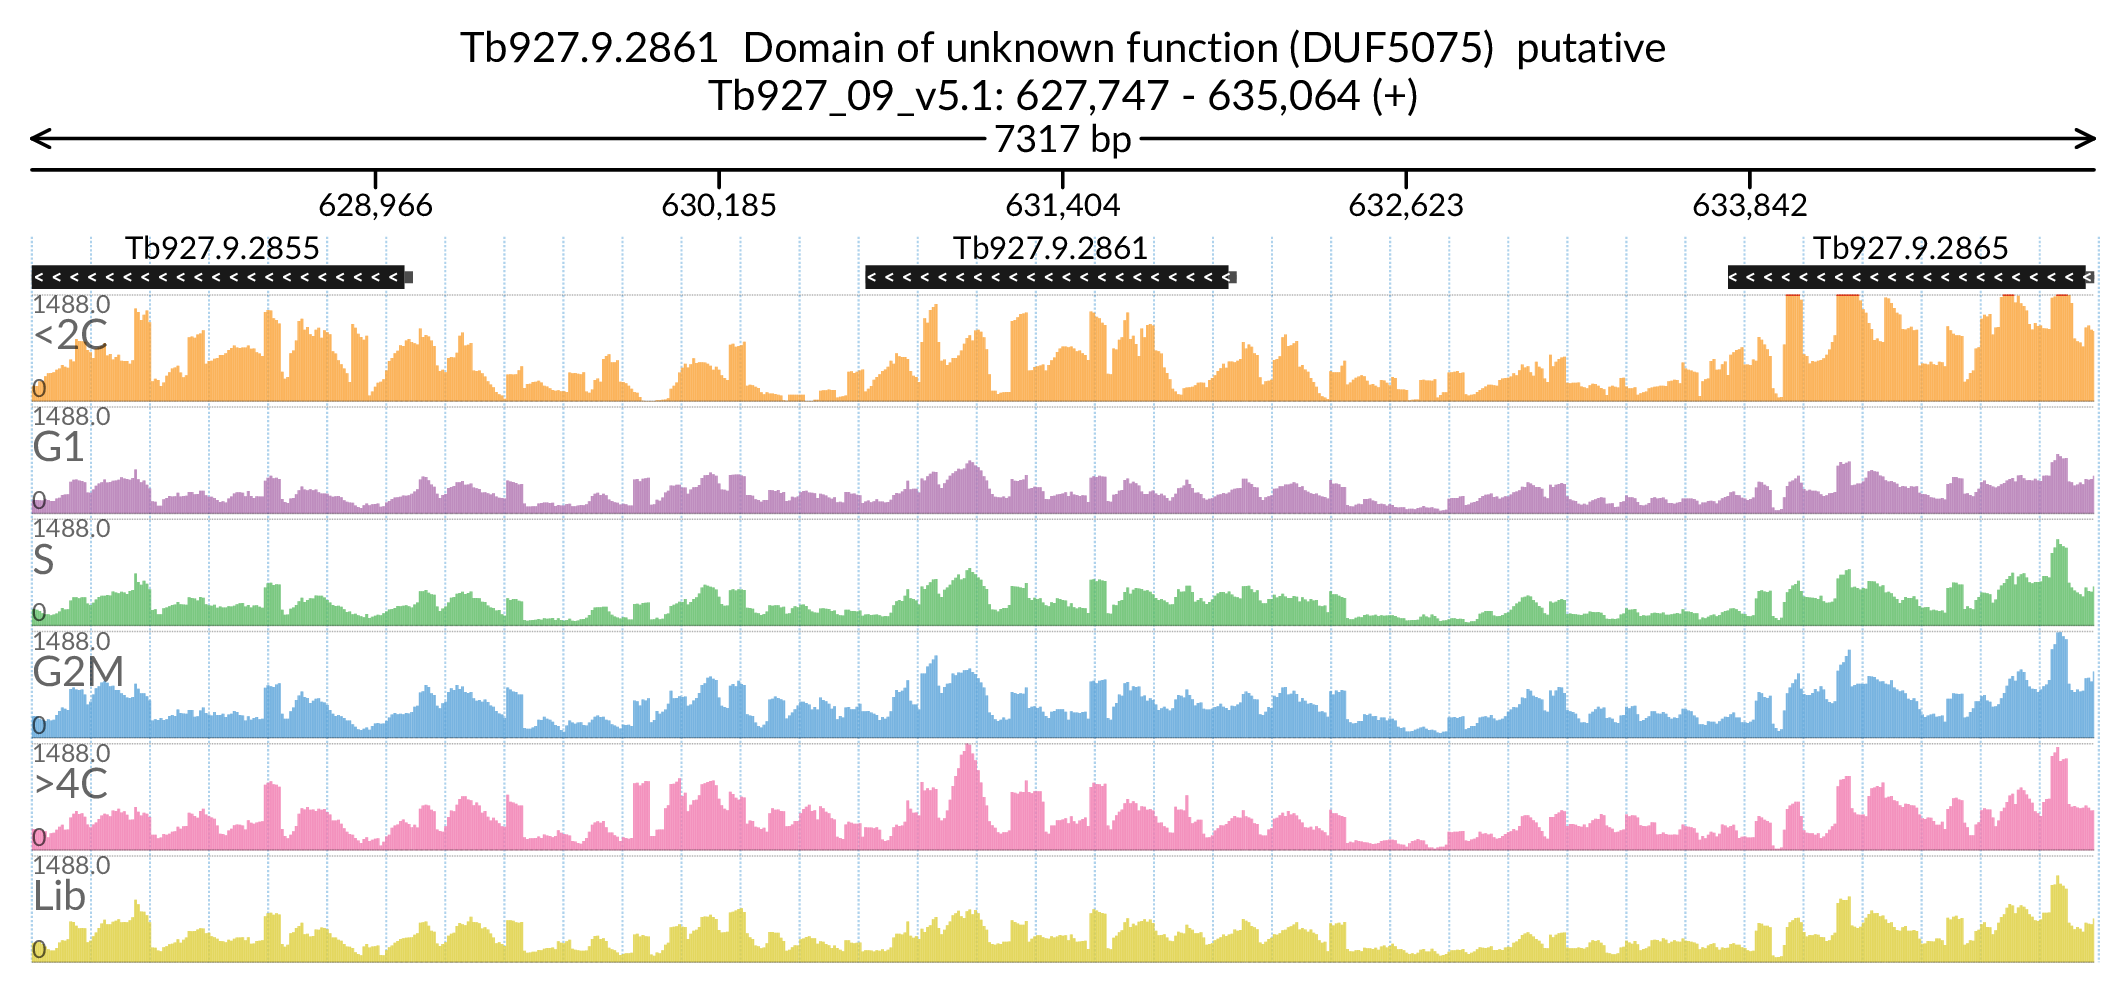 Tb927.9.2861  Domain of unknown function (DUF5075)  putative
Tb927_09_v5.1: 627,747 - 635,064 (+)
7317 bp
628,966 630,185 631,404 632,623 633,842
Tb927.9.2855 Tb927.9.2861 Tb927.9.2865
1488.0
<2C
0
1488.0
G1
0
1488.0
S
0
1488.0
G2M
0
1488.0
>4C
0
1488.0
Lib
0